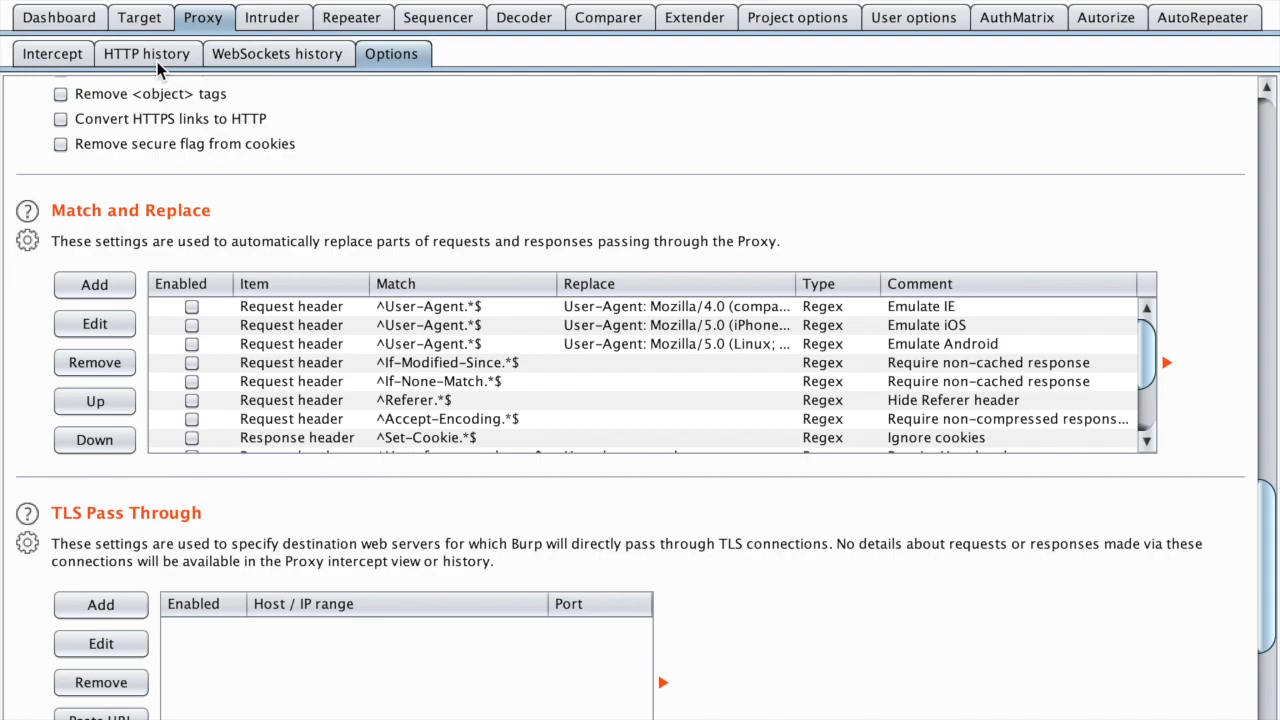 Dashboard Target Proxy Intruder Repeater Sequencer Decoder Comparer Extender Project options User options AuthMatrix Autorize AutoRepeater
Intercept HTTP history WebSockets history Options
Remove <object> tags
Convert HTTPS links to HTTP
Remove secure flag from cookies
? Match and Replace
These settings are used to automatically replace parts of requests and responses passing through the Proxy.
Add
Edit
Remove
Up
Down
Enabled Item Match Replace Type Comment
Request header ^User-Agent.*$ User-Agent: Mozilla/4.0 (compa... Regex Emulate IE
Request header ^User-Agent.*$ User-Agent: Mozilla/5.0 (iPhone... Regex Emulate iOS
Request header ^User-Agent.*$ User-Agent: Mozilla/5.0 (Linux; ... Regex Emulate Android
Request header ^If-Modified-Since.*$ Regex Require non-cached response
Request header ^If-None-Match.*$ Regex Require non-cached response
Request header ^Referer.*$ Regex Hide Referer header
Request header ^Accept-Encoding.*$ Regex Require non-compressed respons...
Response header ^Set-Cookie.*$ Regex Ignore cookies
? TLS Pass Through
These settings are used to specify destination web servers for which Burp will directly pass through TLS connections. No details about requests or responses made via these
connections will be available in the Proxy intercept view or history.
Add
Edit
Remove
Enabled Host / IP range Port